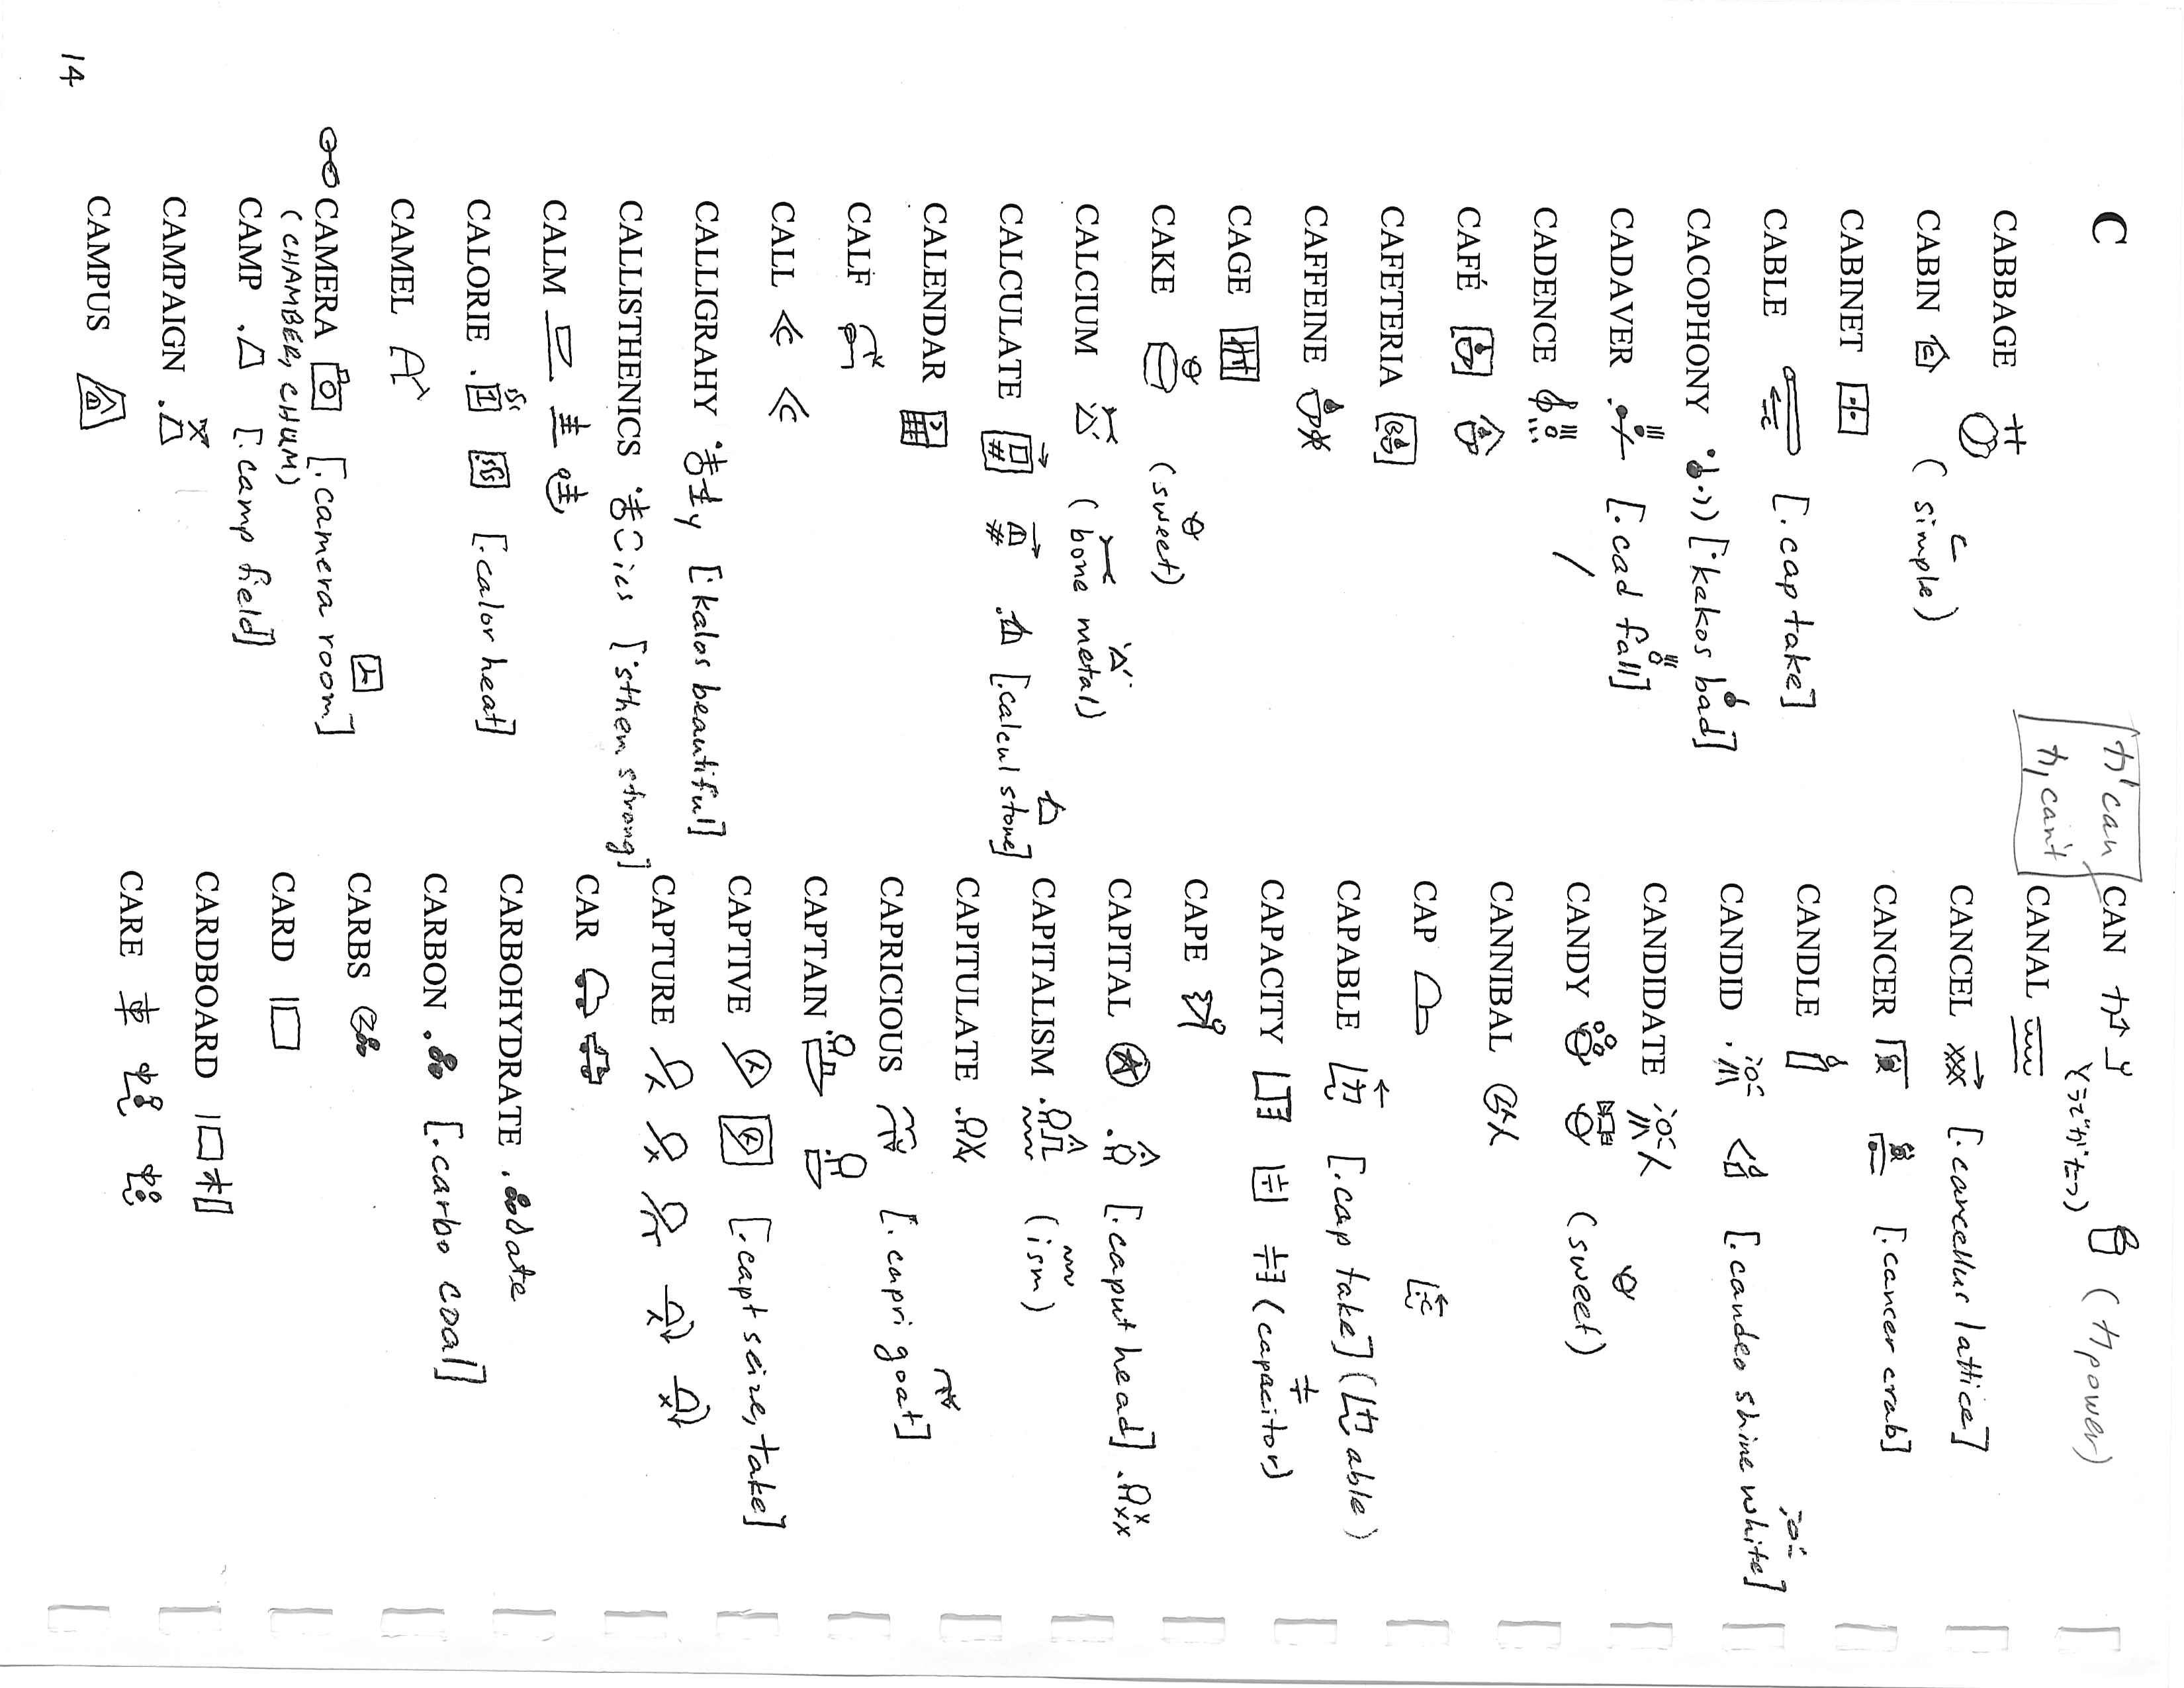 C
CABBAGE
CABIN (simple)
CABINET
CABLE [.cap take]
CACOPHONY ['kakos bad]
CADAVER [.cad fall]
CADENCE
CAFÉ
CAFETERIA
CAFFEINE
CAGE
CAKE (sweet)
CALCIUM (bone metal)
CALCULATE [.calcul stone]
CALENDAR
CALF
CALL
CALLIGRAHY y ['kalos beautiful]
CALLISTHENICS ics ['sthen strong]
CALM
CALORIE [.calor heat]
CAMEL
CAMERA [.camera room]
(CHAMBER, CHUM)
CAMP [.camp field]
CAMPAIGN
CAMPUS
14
can
can't
CAN (power)
CANAL
CANCEL [.cancellus lattice]
CANCER [.cancer crab]
CANDLE
CANDID [.candeo shine white]
CANDIDATE
CANDY (sweet)
CANNIBAL
CAP
CAPABLE [.cap take] (able)
CAPACITY (capacitor)
CAPE
CAPITAL [.caput head]
CAPITALISM (ism)
CAPITULATE
CAPRICIOUS [.capri goat]
CAPTAIN
CAPTIVE [.capt seize, take]
CAPTURE
CAR
CARBOHYDRATE date
CARBON [.carbo coal]
CARBS
CARD
CARDBOARD
CARE